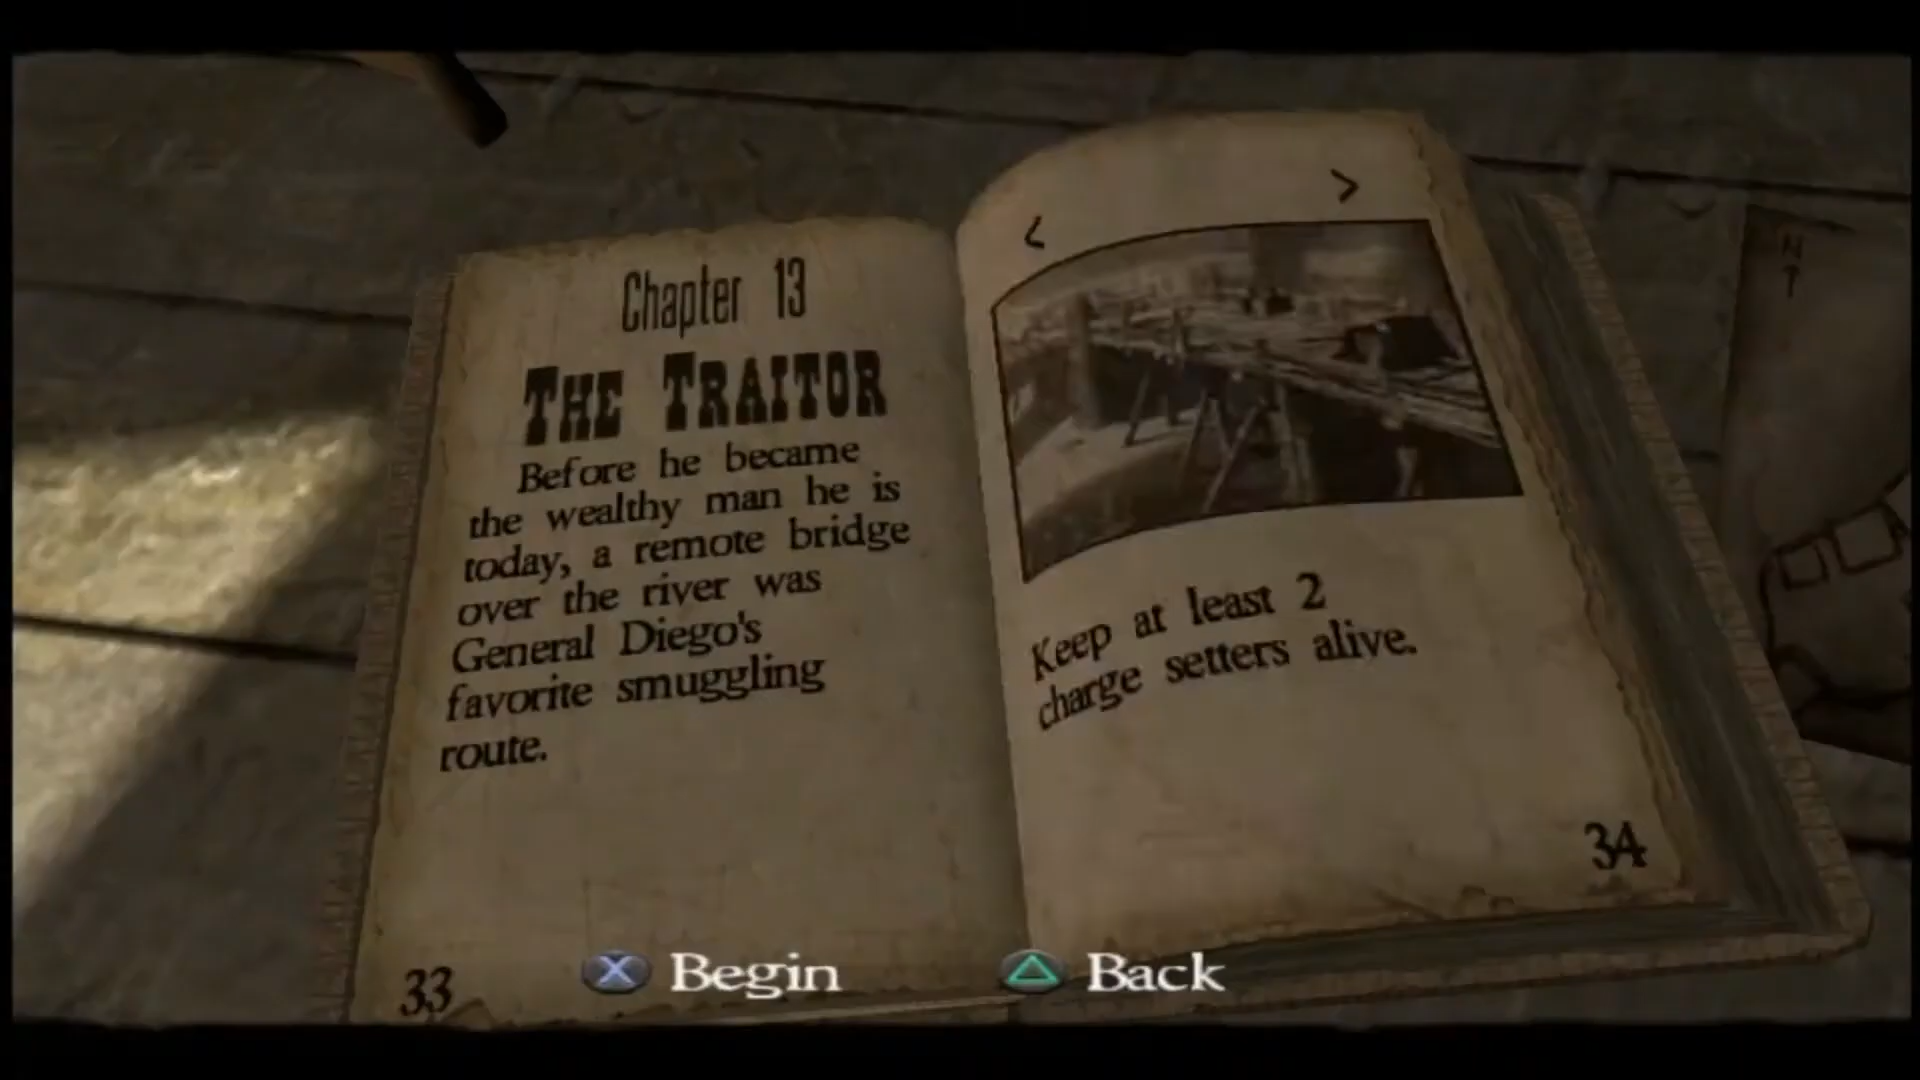 Chapter 13
THE TRAITOR
Before he became
the wealthy man he is
today, a remote bridge
over the river was
General Diego's
favorite smuggling
route.
33
< >
Keep at least 2
charge setters alive.
34
X Begin
Back